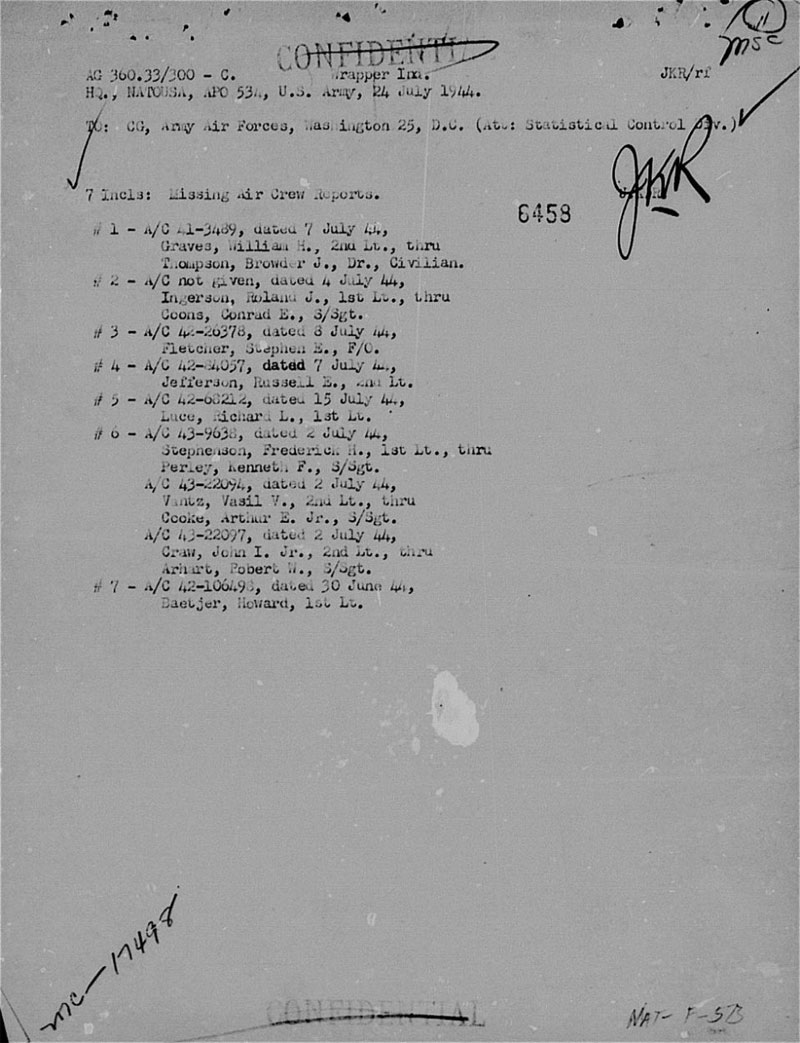 11
msc
CONFIDENTIAL
AG 360.33/300 - C. Wrapper Ind. JKR/rf
HQ., NATOUSA, APO 534, U.S. Army, 24 July 1944.
TO: CG, Army Air Forces, Washington 25, D.C. (Att: Statistical Control Div.)
JKR
7 Incls: Missing Air Crew Reports.
6458
# 1 - A/C 41-3489, dated 7 July 44,
Graves, William H., 2nd Lt., thru
Thompson, Browder J., Dr., Civilian.
# 2 - A/C not given, dated 4 July 44,
Ingerson, Roland J., 1st Lt., thru
Coons, Conrad E., S/Sgt.
# 3 - A/C 42-26378, dated 8 July 44,
Fletcher, Stephen E., F/O.
# 4 - A/C 42-64057, dated 7 July 44,
Jefferson, Russell E., 2nd Lt.
# 5 - A/C 42-68212, dated 15 July 44,
Luce, Richard L., 1st Lt.
# 6 - A/C 43-9638, dated 2 July 44,
Stephenson, Frederick H., 1st Lt., thru
Perley, Kenneth F., S/Sgt.
A/C 43-22094, dated 2 July 44,
Vantz, Vasil V., 2nd Lt., thru
Cooke, Arthur E. Jr., S/Sgt.
A/C 43-22097, dated 2 July 44,
Craw, John I. Jr., 2nd Lt., thru
Arhart, Robert W., S/Sgt.
# 7 - A/C 42-106498, dated 30 June 44,
Baetjer, Howard, 1st Lt.
mc-17498
CONFIDENTIAL
NAT- F-5B